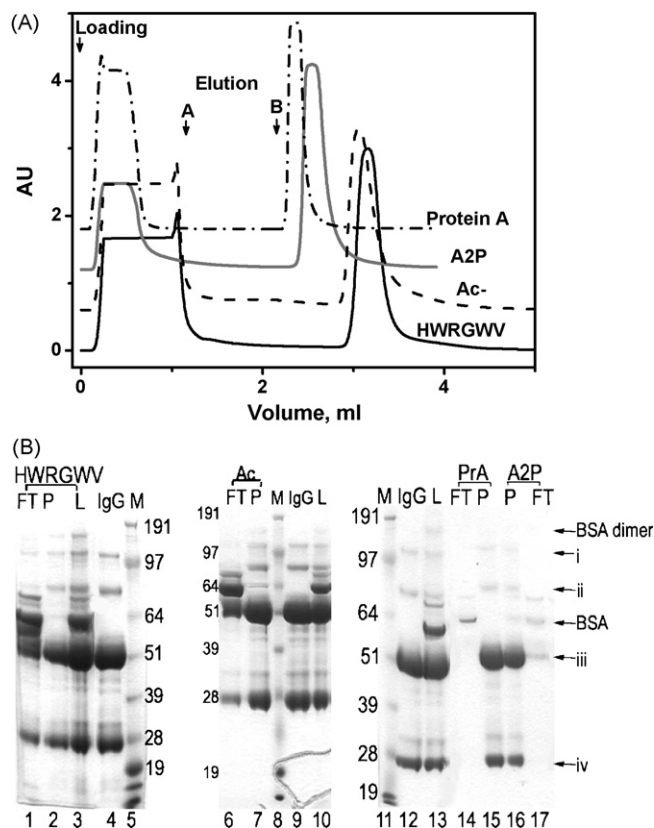 (A)
Loading
Elution
A
B
AU
4
2
0
Protein A
A2P
Ac-
HWRGWV
0
2
4
Volume, ml
(B)
HWRGWV
FT P L IgG M
191
97
64
51
39
28
19
1 2 3 4 5
Ac
FT P M IgG L
191
97
64
51
39
28
19
6 7 8 9 10
PrA A2P
M IgG L FT P P FT
191
97
64
51
39
28
19
11 12 13 14 15 16 17
BSA dimer
i
ii
BSA
iii
iv